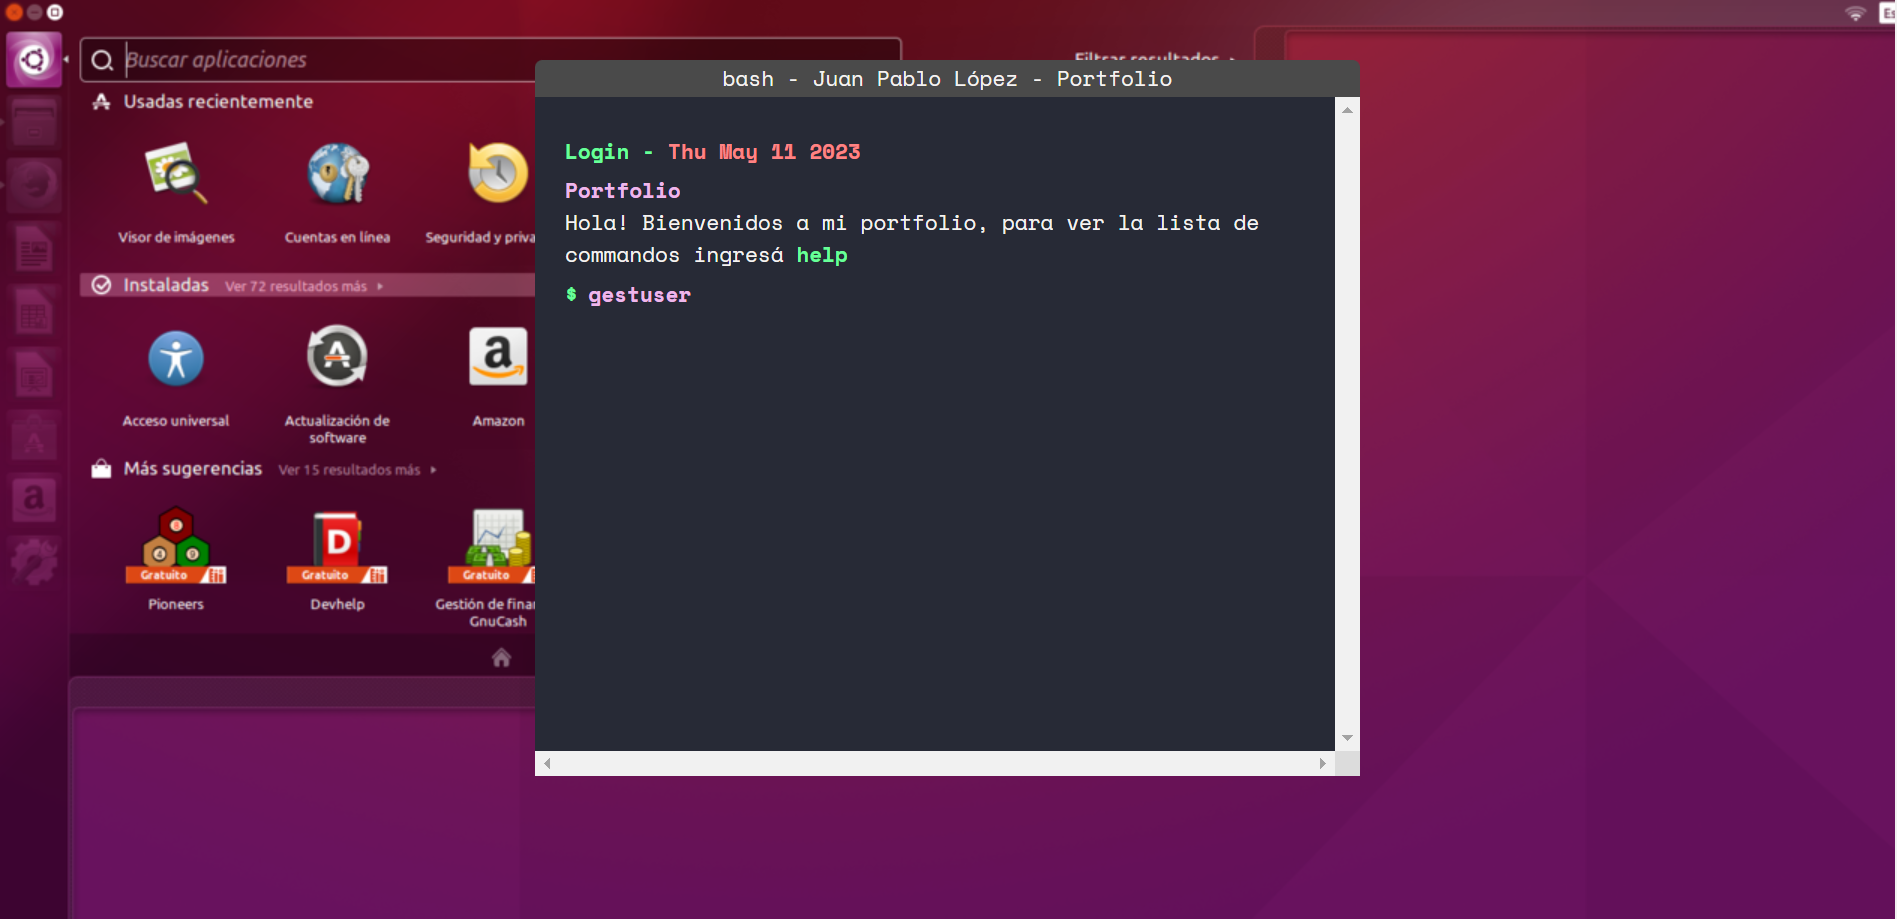 Es
Buscar aplicaciones
Filtrar resultados
bash - Juan Pablo López - Portfolio
Usadas recientemente
Visor de imágenes
Cuentas en línea
Seguridad y priva
Instaladas Ver 72 resultados más
Acceso universal
Actualización de
software
Amazon
Más sugerencias Ver 15 resultados más
Gratuito
Gratuito
Gratuito
Pioneers
Devhelp
Gestión de finan
GnuCash
Login - Thu May 11 2023
Portfolio
Hola! Bienvenidos a mi portfolio, para ver la lista de
commandos ingresá help
$ gestuser